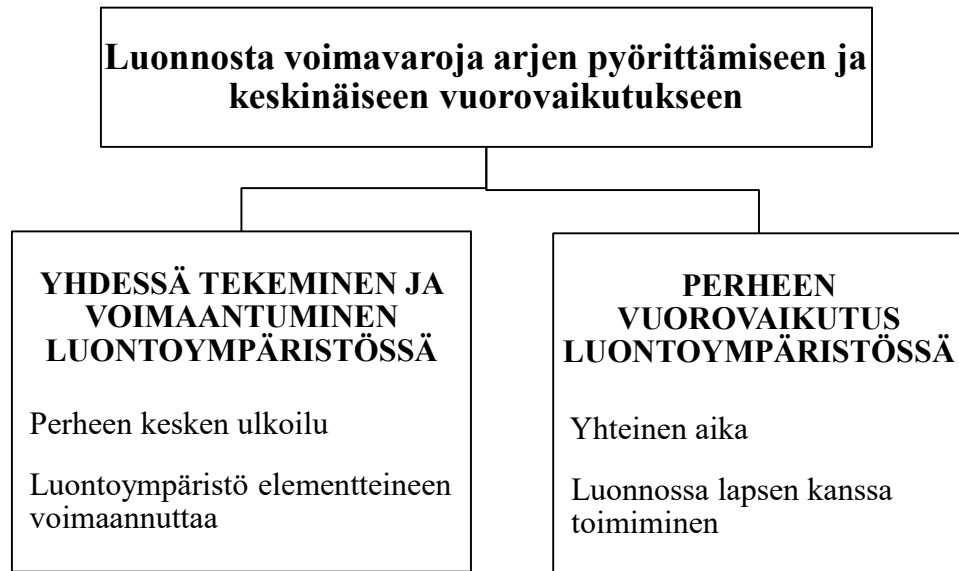 Luonnosta voimavaroja arjen pyörittämiseen ja
keskinäiseen vuorovaikutukseen
YHDESSÄ TEKEMINEN JA
VOIMAANTUMINEN
LUONTOYMPÄRISTÖSSÄ
Perheen kesken ulkoilu
Luontoympäristö elementteineen
voimaannuttaa
PERHEEN
VUOROVAIKUTUS
LUONTOYMPÄRISTÖSSÄ
Yhteinen aika
Luonnossa lapsen kanssa
toimiminen